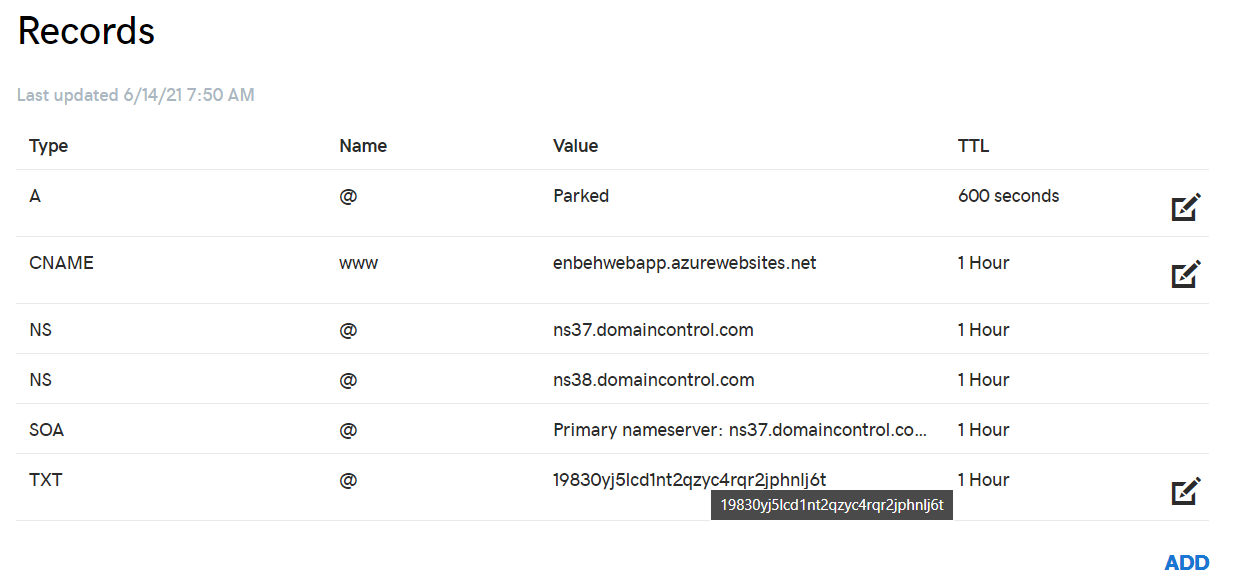 Records
Last updated 6/14/21 7:50 AM
Type Name Value TTL
A @ Parked 600 seconds
CNAME www enbehwebapp.azurewebsites.net 1 Hour
NS @ ns37.domaincontrol.com 1 Hour
NS @ ns38.domaincontrol.com 1 Hour
SOA @ Primary nameserver: ns37.domaincontrol.co... 1 Hour
TXT @ 19830yj5lcd1nt2qzyc4rqr2jphnlj6t 1 Hour
19830yj5lcd1nt2qzyc4rqr2jphnlj6t
ADD